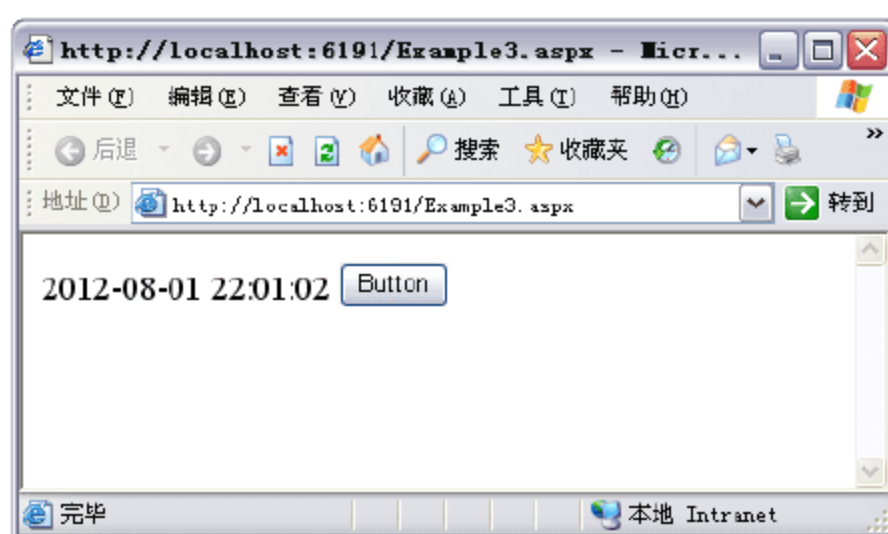 http://localhost:6191/Example3.aspx - Micr...
文件(F) 编辑(E) 查看(V) 收藏(A) 工具(T) 帮助(H)
后退 搜索 收藏夹 »
地址(D) http://localhost:6191/Example3.aspx 转到
2012-08-01 22:01:02 Button
完毕 本地 Intranet